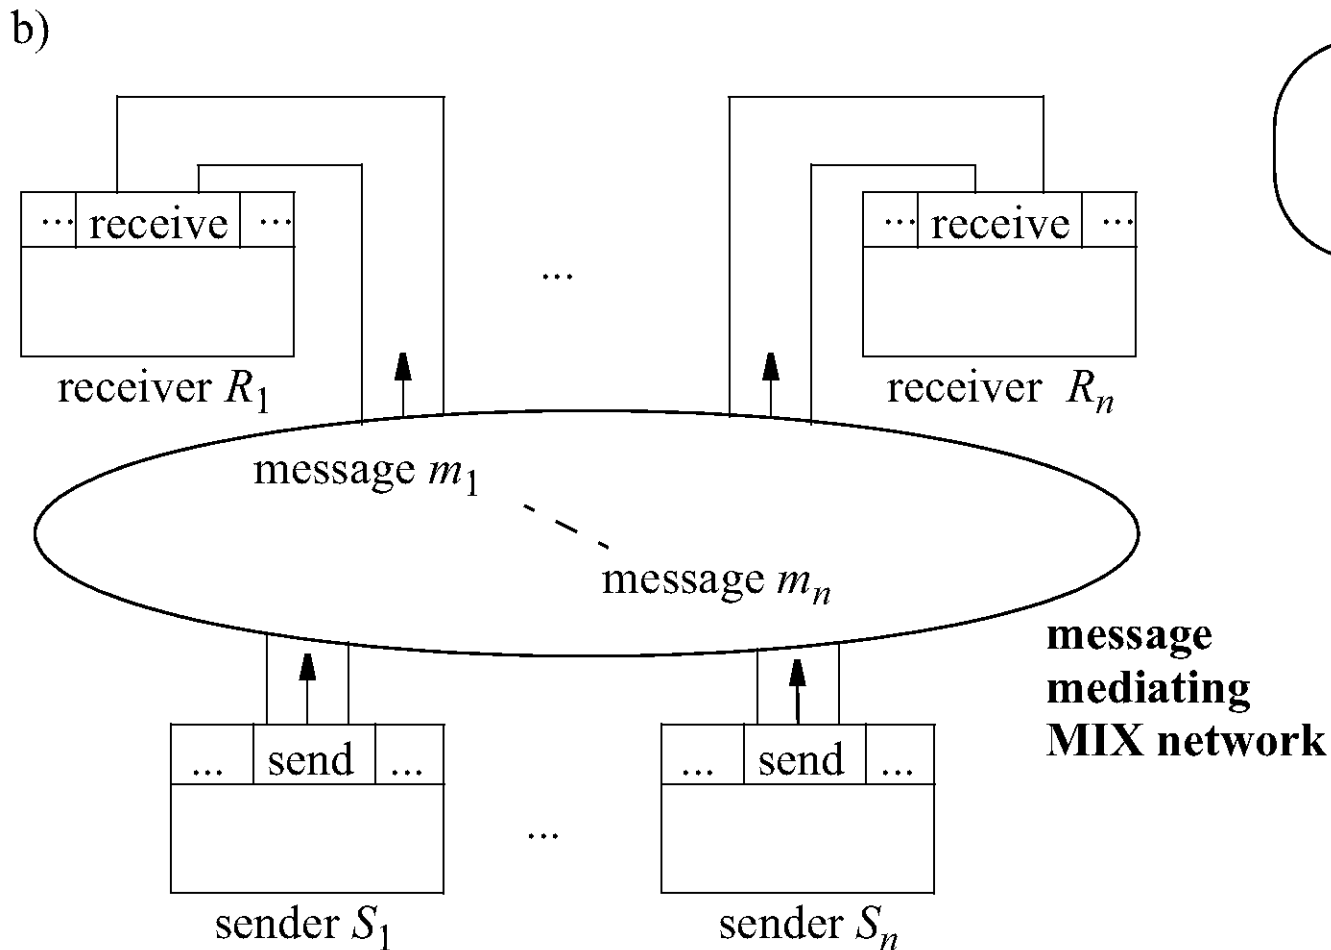 b)
... receive ...
... receive ...
...
receiver R1
receiver Rn
message m1
message mn
message
mediating
MIX network
... send ...
... send ...
...
sender S1
sender Sn